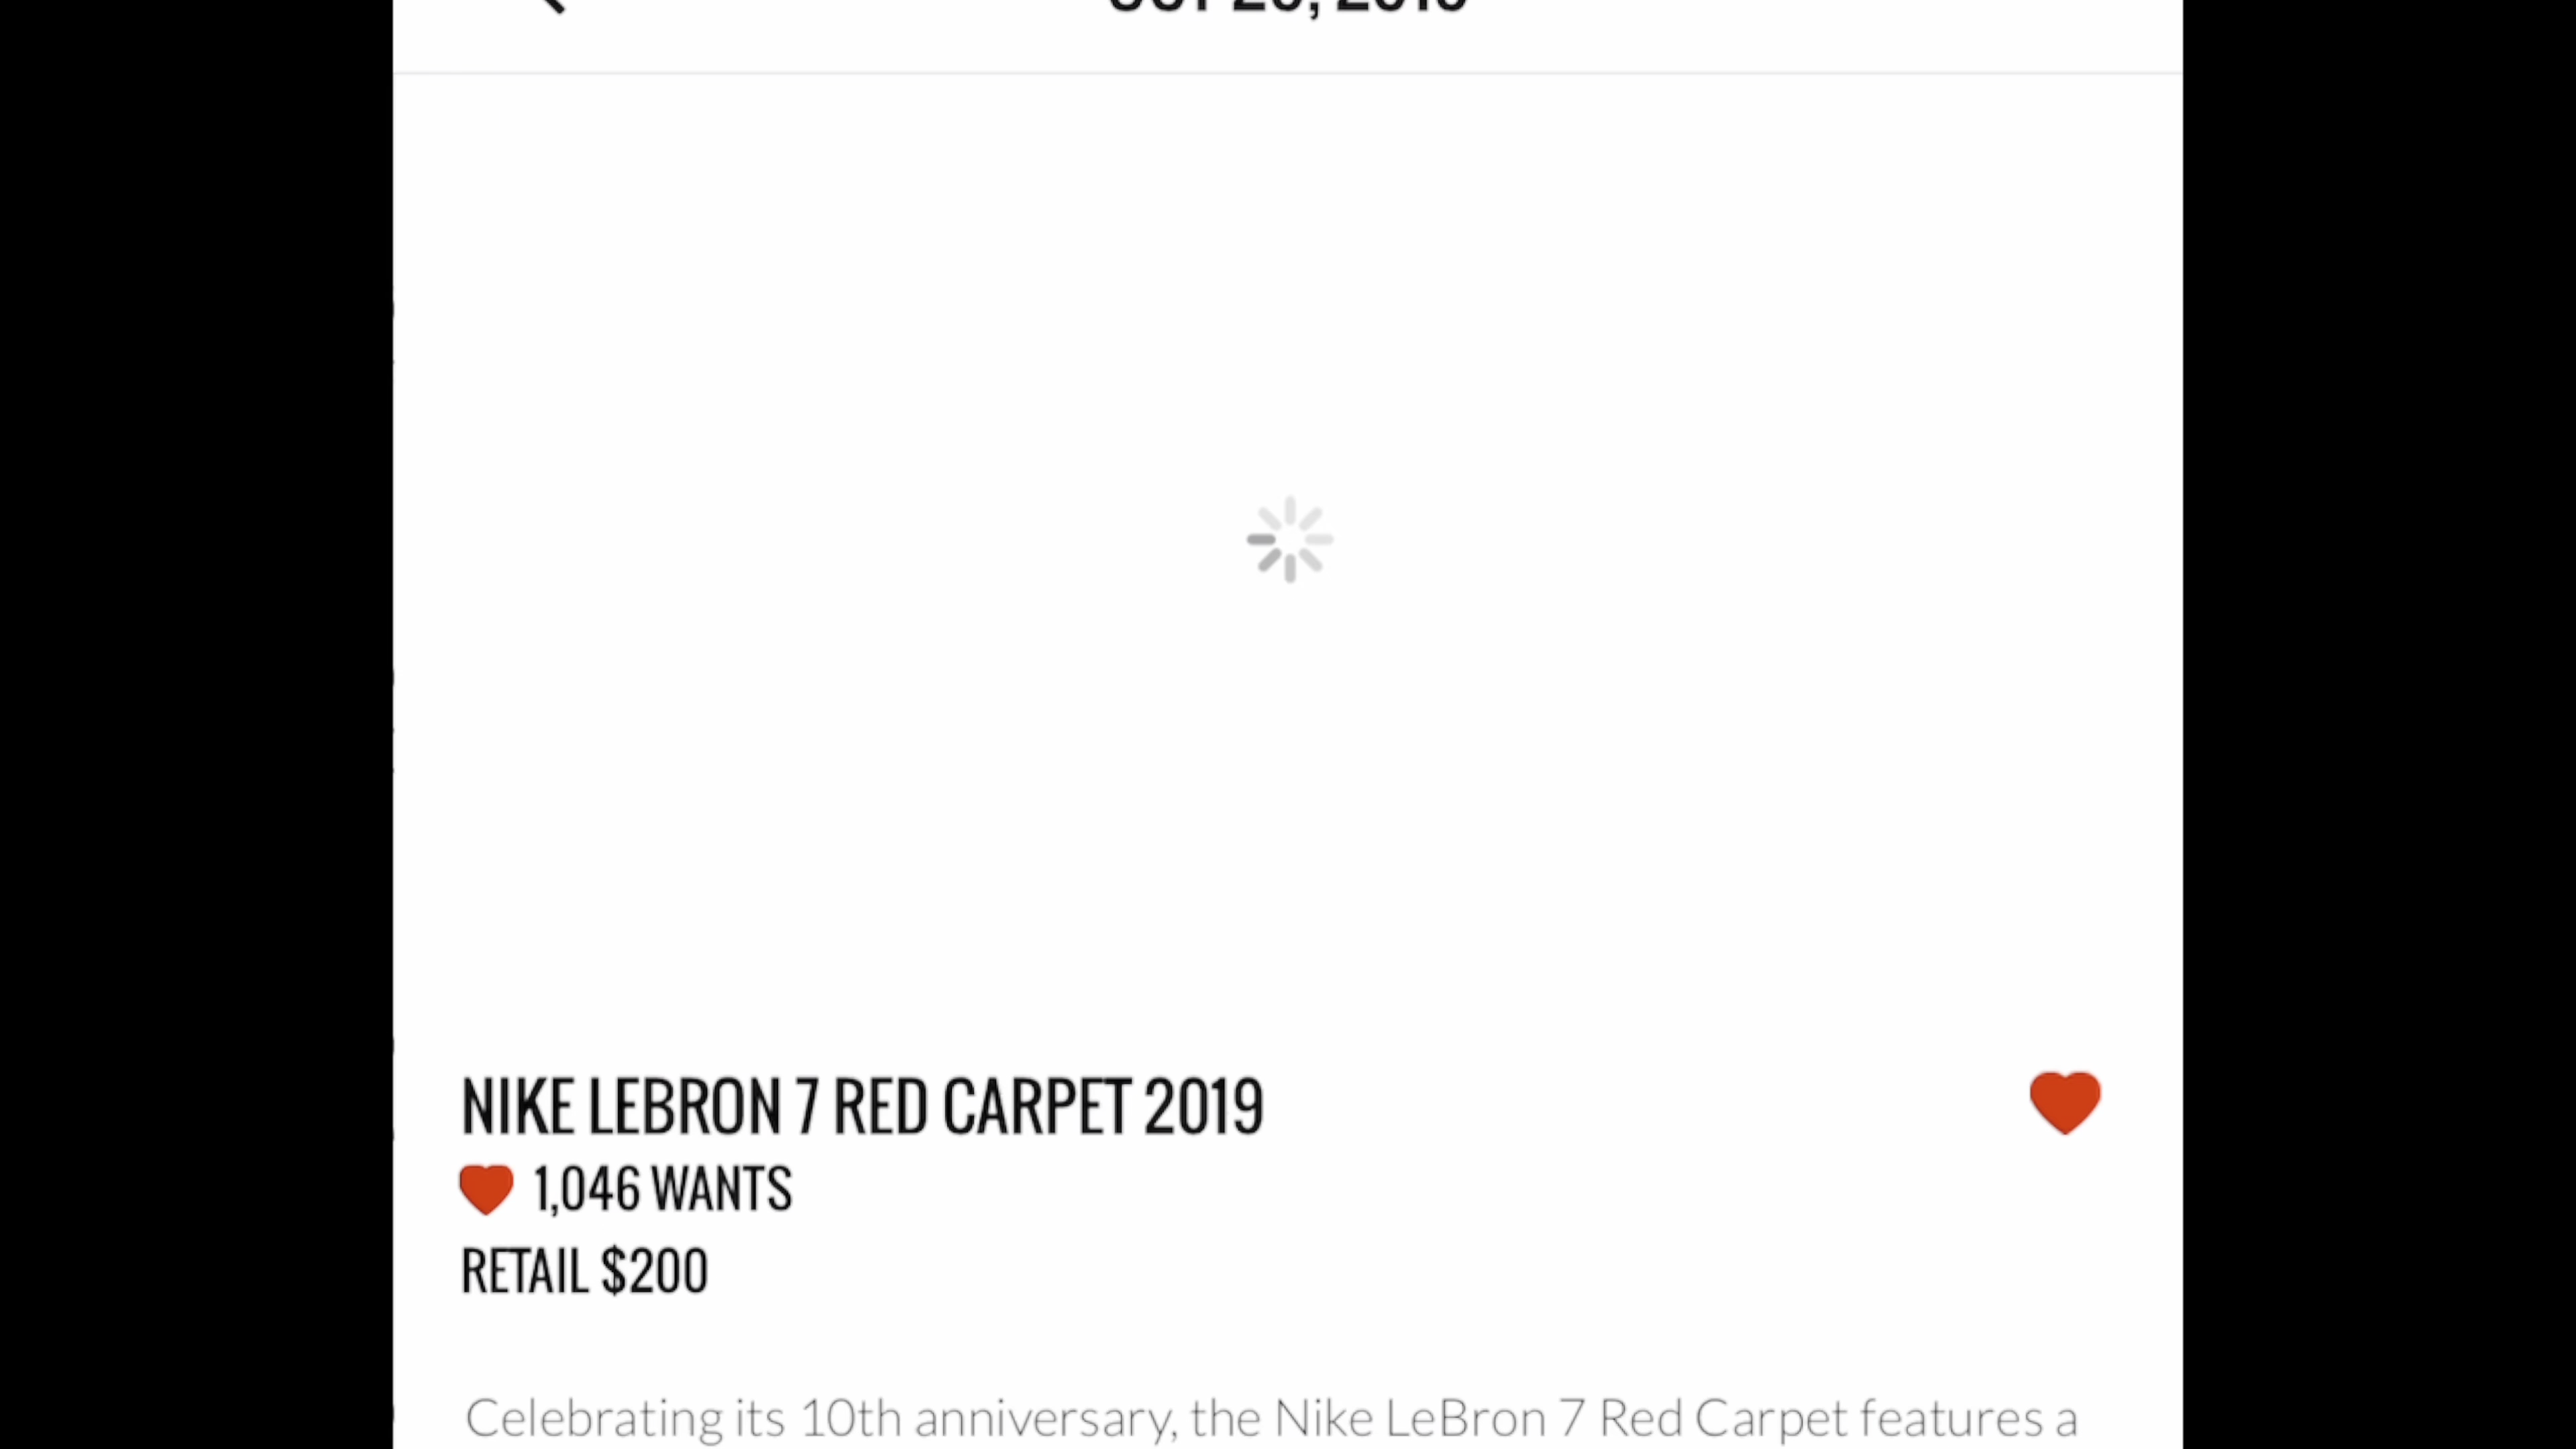 NIKE LEBRON 7 RED CARPET 2019
1,046 WANTS
RETAIL $200
Celebrating its 10th anniversary, the Nike LeBron 7 Red Carpet features a